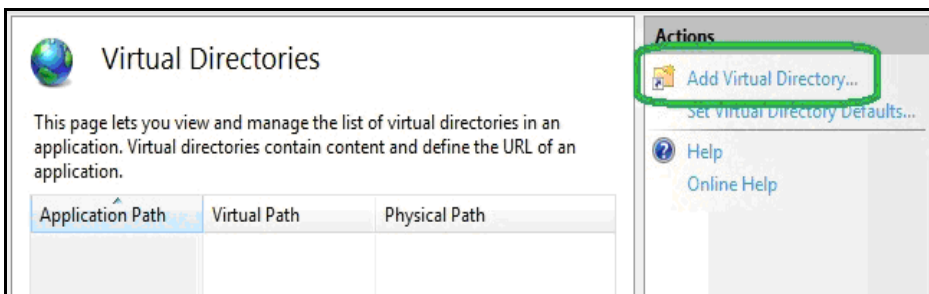 Virtual Directories
This page lets you view and manage the list of virtual directories in an
application. Virtual directories contain content and define the URL of an
application.
Application Path Virtual Path Physical Path
Actions
Add Virtual Directory...
Set Virtual Directory Defaults...
Help
Online Help